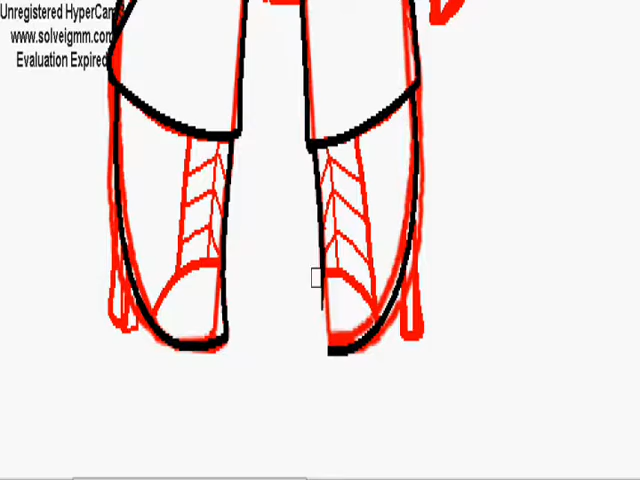 Unregistered HyperCam
www.solveigmm.com
Evaluation Expired